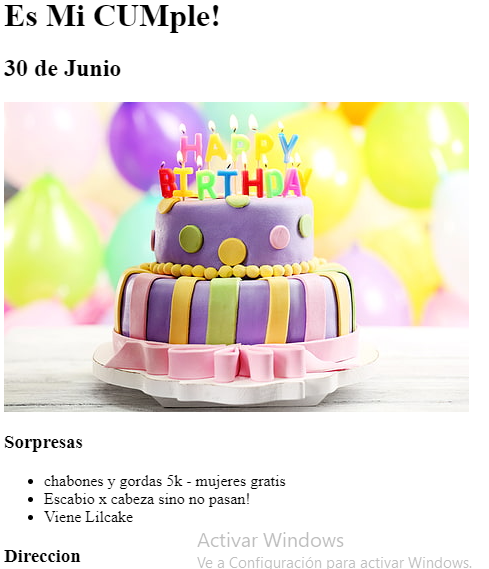 Es Mi CUMple!
30 de Junio
HAPPY
BIRTHDAY
Sorpresas
chabones y gordas 5k - mujeres gratis
Escabio x cabeza sino no pasan!
Viene Lilcake
Direccion
Activar Windows
Ve a Configuración para activar Windows.